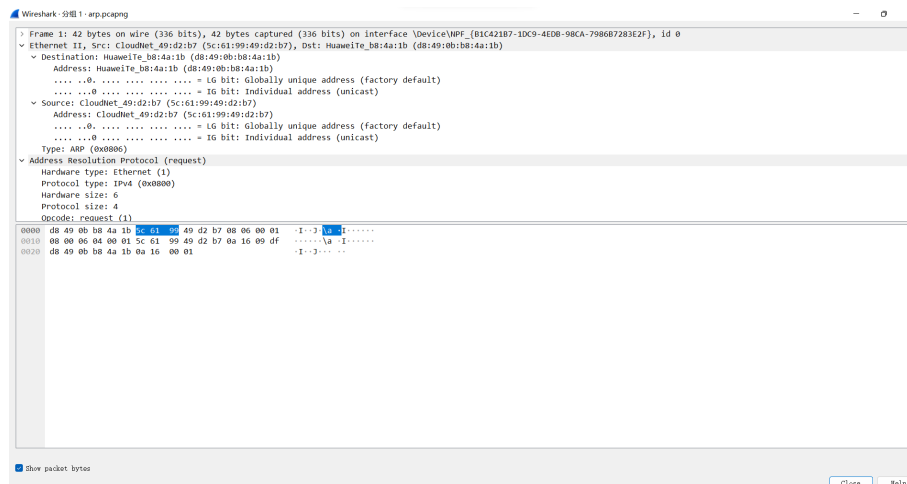 Wireshark · 分组 1 · arp.pcapng
Frame 1: 42 bytes on wire (336 bits), 42 bytes captured (336 bits) on interface \Device\NPF_{B1C421B7-1DC9-4EDB-98CA-7986B7283E2F}, id 0
Ethernet II, Src: CloudNet_49:d2:b7 (5c:61:99:49:d2:b7), Dst: HuaweiTe_b8:4a:1b (d8:49:0b:b8:4a:1b)
Destination: HuaweiTe_b8:4a:1b (d8:49:0b:b8:4a:1b)
Address: HuaweiTe_b8:4a:1b (d8:49:0b:b8:4a:1b)
.... ..0. .... .... .... .... = LG bit: Globally unique address (factory default)
.... ...0 .... .... .... .... = IG bit: Individual address (unicast)
Source: CloudNet_49:d2:b7 (5c:61:99:49:d2:b7)
Address: CloudNet_49:d2:b7 (5c:61:99:49:d2:b7)
.... ..0. .... .... .... .... = LG bit: Globally unique address (factory default)
.... ...0 .... .... .... .... = IG bit: Individual address (unicast)
Type: ARP (0x0806)
Address Resolution Protocol (request)
Hardware type: Ethernet (1)
Protocol type: IPv4 (0x0800)
Hardware size: 6
Protocol size: 4
Opcode: request (1)
0000 d8 49 0b b8 4a 1b 5c 61 99 49 d2 b7 08 06 00 01 ·I··J·\a ·I······
0010 08 00 06 04 00 01 5c 61 99 49 d2 b7 0a 16 09 df ······\a ·I······
0020 d8 49 0b b8 4a 1b 0a 16 00 01 ·I··J··· ··
Show packet bytes
Close Help